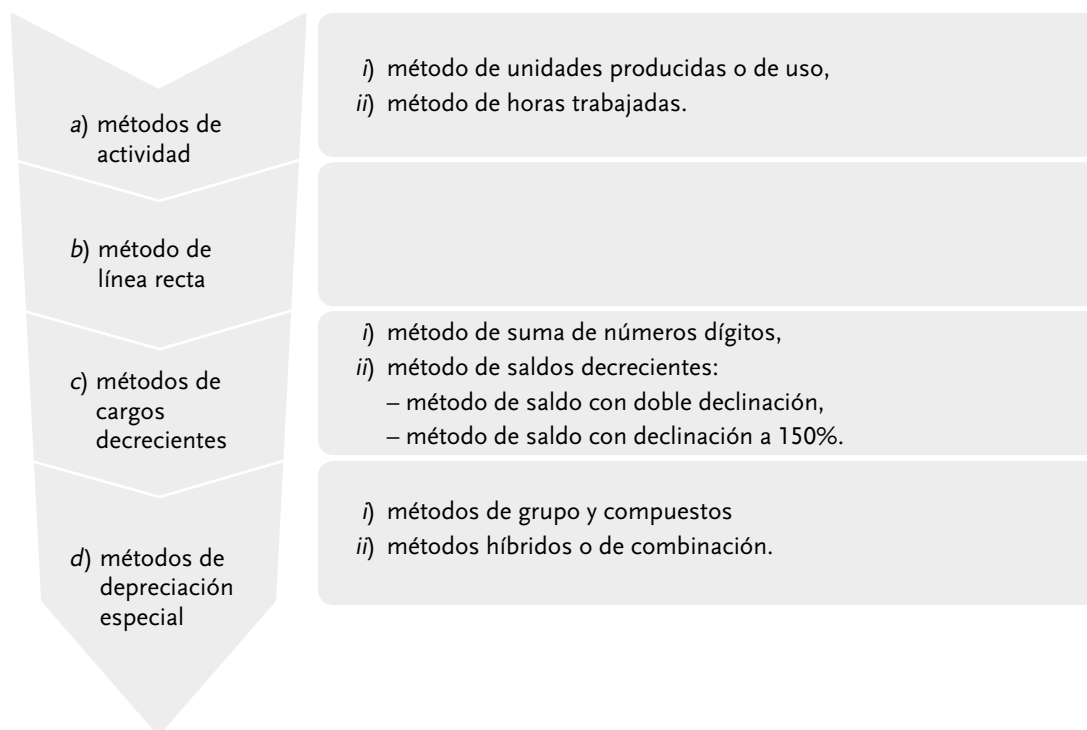 a) métodos de
actividad
i) método de unidades producidas o de uso,
ii) método de horas trabajadas.
b) método de
línea recta
c) métodos de
cargos
decrecientes
i) método de suma de números dígitos,
ii) método de saldos decrecientes:
– método de saldo con doble declinación,
– método de saldo con declinación a 150%.
d) métodos de
depreciación
especial
i) métodos de grupo y compuestos
ii) métodos híbridos o de combinación.